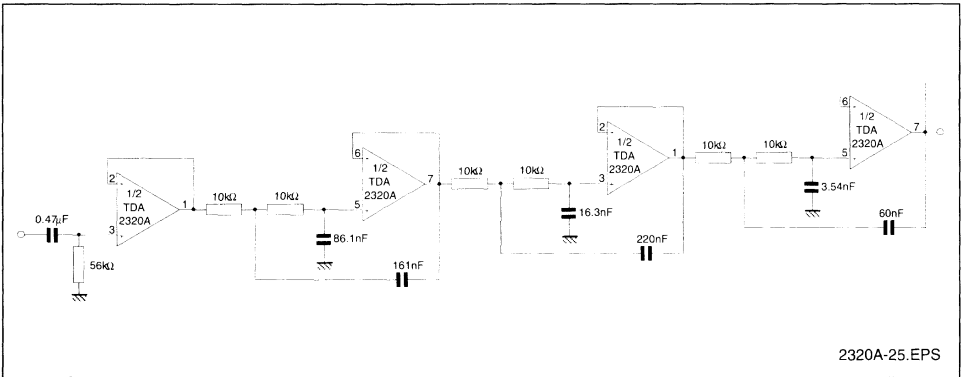 0.47µF
56kΩ
2
3
1/2
TDA
2320A
1
10kΩ
10kΩ
86.1nF
161nF
6
5
1/2
TDA
2320A
7
10kΩ
10kΩ
16.3nF
220nF
2
3
1/2
TDA
2320A
1
10kΩ
10kΩ
3.54nF
60nF
6
5
1/2
TDA
2320A
7
2320A-25.EPS